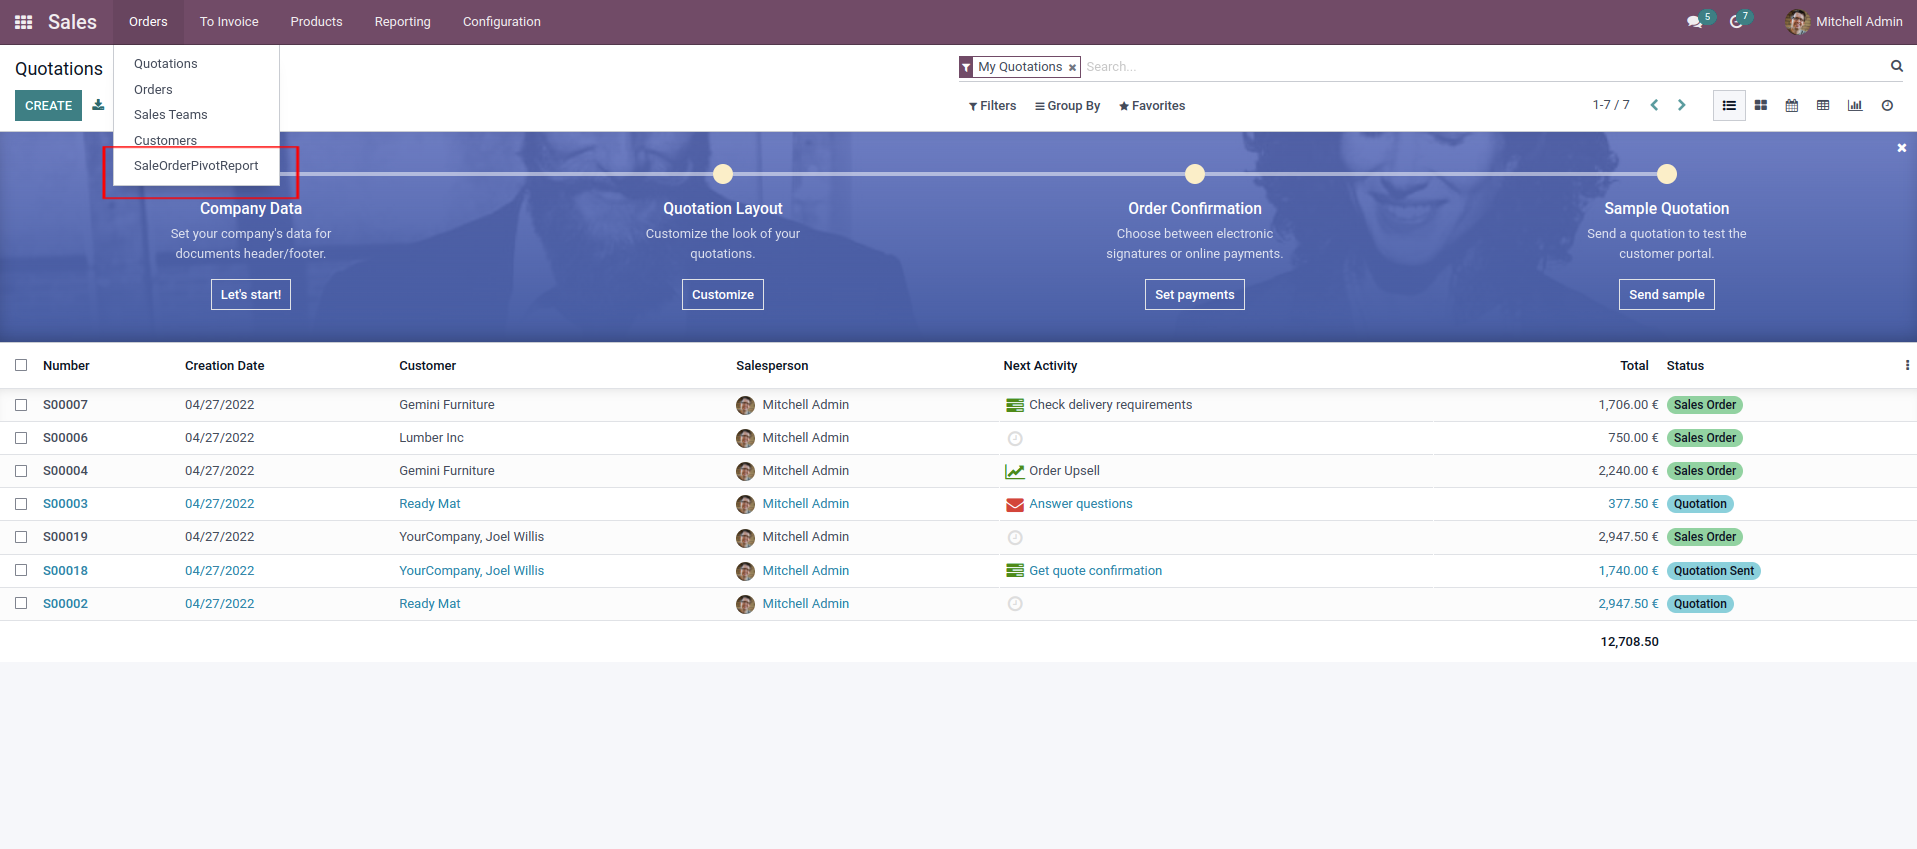 Sales Orders To Invoice Products Reporting Configuration 5 7 Mitchell Admin
Quotations
My Quotations Search...
CREATE
Filters Group By Favorites 1-7 / 7
Quotations
Orders
Sales Teams
Customers
SaleOrderPivotReport
Company Data
Set your company's data for
documents header/footer.
Let's start!
Quotation Layout
Customize the look of your
quotations.
Customize
Order Confirmation
Choose between electronic
signatures or online payments.
Set payments
Sample Quotation
Send a quotation to test the
customer portal.
Send sample
Number Creation Date Customer Salesperson Next Activity Total Status
S00007 04/27/2022 Gemini Furniture Mitchell Admin Check delivery requirements 1,706.00 € Sales Order
S00006 04/27/2022 Lumber Inc Mitchell Admin 750.00 € Sales Order
S00004 04/27/2022 Gemini Furniture Mitchell Admin Order Upsell 2,240.00 € Sales Order
S00003 04/27/2022 Ready Mat Mitchell Admin Answer questions 377.50 € Quotation
S00019 04/27/2022 YourCompany, Joel Willis Mitchell Admin 2,947.50 € Sales Order
S00018 04/27/2022 YourCompany, Joel Willis Mitchell Admin Get quote confirmation 1,740.00 € Quotation Sent
S00002 04/27/2022 Ready Mat Mitchell Admin 2,947.50 € Quotation
12,708.50